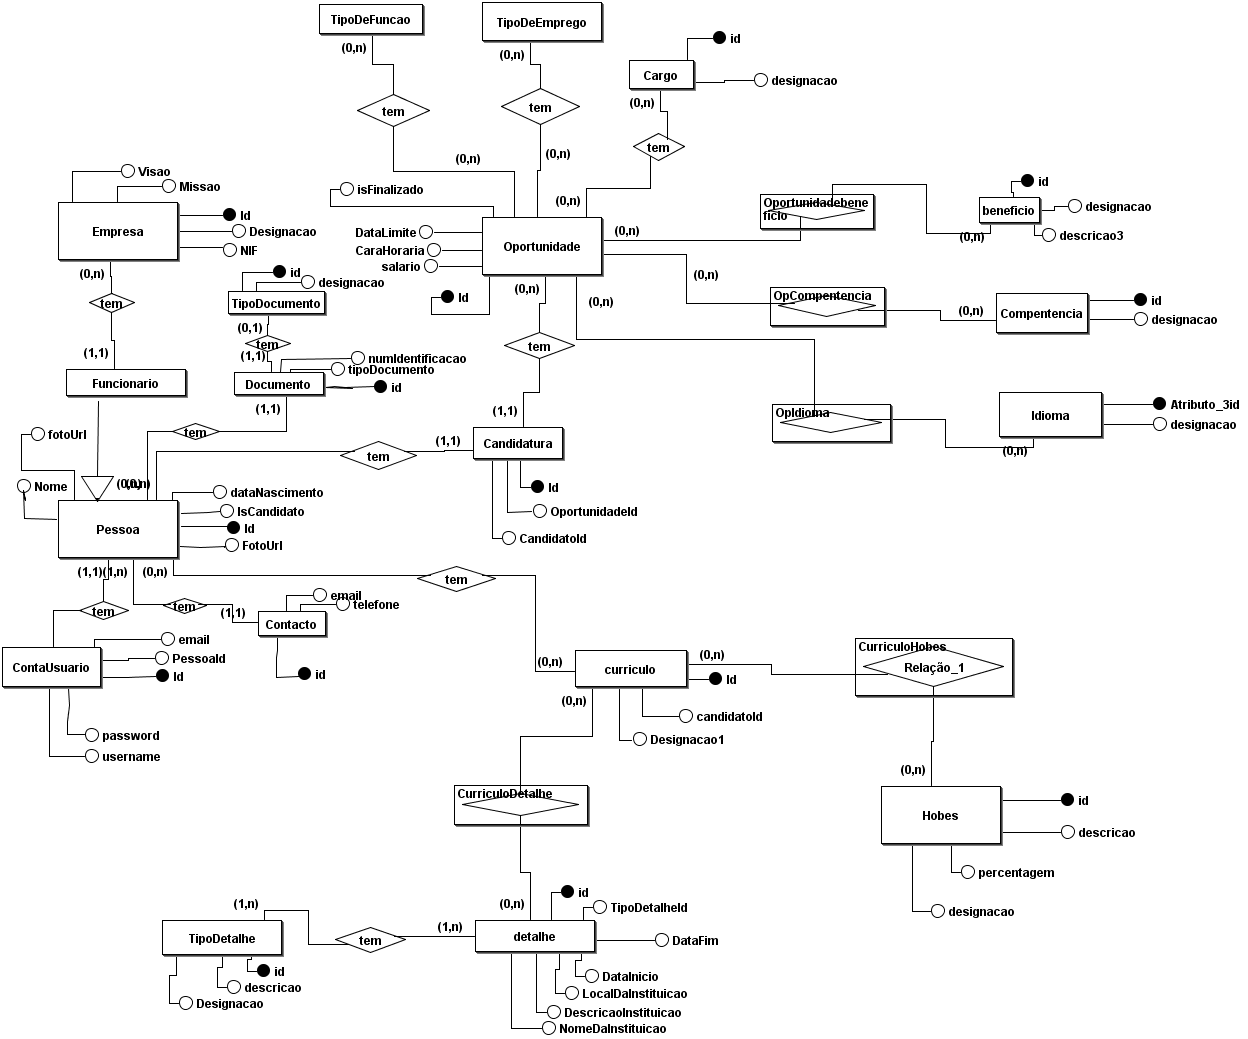 TipoDeFuncao
(0,n)
tem
(0,n)
TipoDeEmprego
(0,n)
tem
(0,n)
id
Cargo
designacao
(0,n)
tem
(0,n)
Visao
Missao
Empresa
Id
Designacao
NIF
(0,n)
tem
(1,1)
Funcionario
isFinalizado
DataLimite
CaraHoraria
salario
Id
Oportunidade
(0,n)
(0,n)
(0,n)
(0,n)
Oportunidadebene
ficio
id
beneficio
designacao
descricao3
(0,n)
OpCompentencia
(0,n)
Compentencia
id
designacao
OpIdioma
Idioma
Atributo_3id
designacao
(0,n)
id
designacao
TipoDocumento
(0,1)
tem
(1,1)
numIdentificacao
tipoDocumento
Documento
id
(1,1)
tem
tem
(1,1)
Candidatura
(1,1)
tem
Id
OportunidadeId
CandidatoId
fotoUrl
Nome
(0,n)
(0,n)
dataNascimento
IsCandidato
Id
FotoUrl
Pessoa
(1,1)
(1,n)
(0,n)
tem
tem
tem
(1,1)
email
telefone
Contacto
id
ContaUsuario
email
PessoaId
Id
password
username
(0,n)
curriculo
(0,n)
Id
candidatoId
Designacao1
(0,n)
CurriculoHobes
Relação_1
(0,n)
Hobes
id
descricao
percentagem
designacao
CurriculoDetalhe
(0,n)
id
TipoDetalheId
detalhe
DataFim
DataInicio
LocalDaInstituicao
DescricaoInstituicao
NomeDaInstituicao
(1,n)
tem
(1,n)
TipoDetalhe
id
descricao
Designacao